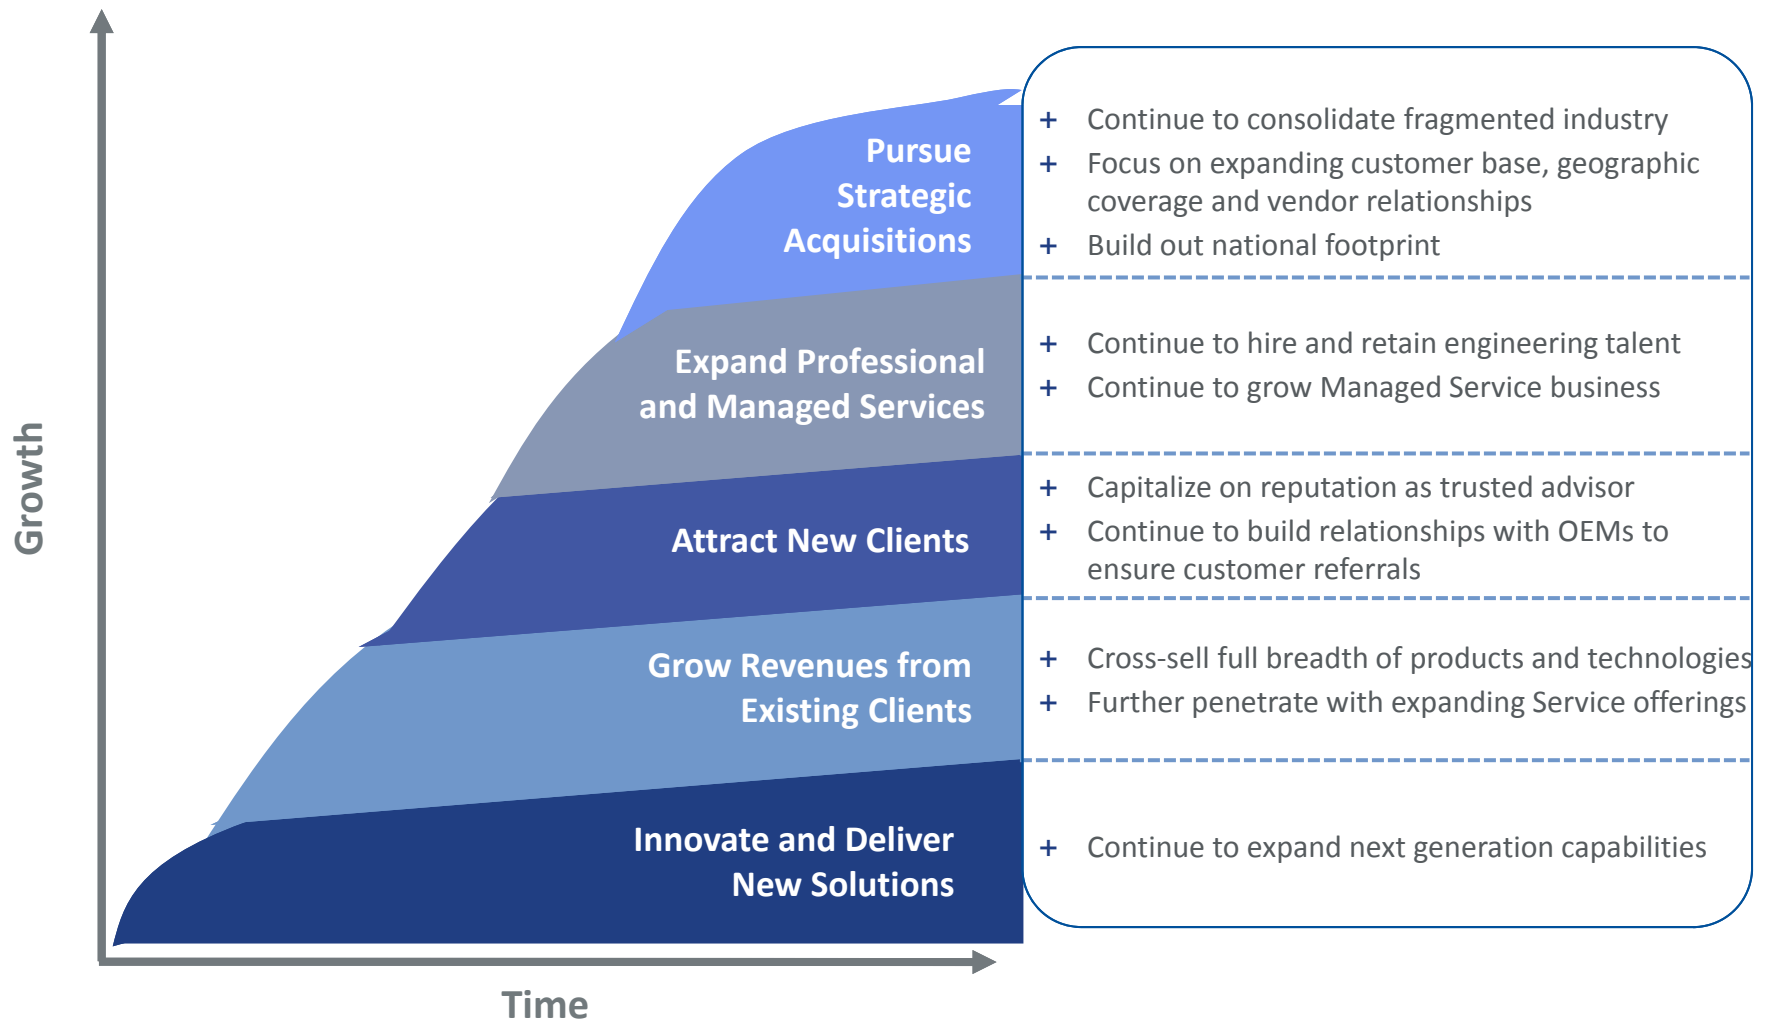 Growth
Pursue
Strategic
Acquisitions
+ Continue to consolidate fragmented industry
+ Focus on expanding customer base, geographic
coverage and vendor relationships
+ Build out national footprint
Expand Professional
and Managed Services
+ Continue to hire and retain engineering talent
+ Continue to grow Managed Service business
Attract New Clients
+ Capitalize on reputation as trusted advisor
+ Continue to build relationships with OEMs to
ensure customer referrals
Grow Revenues from
Existing Clients
+ Cross-sell full breadth of products and technologies
+ Further penetrate with expanding Service offerings
Innovate and Deliver
New Solutions
+ Continue to expand next generation capabilities
Time